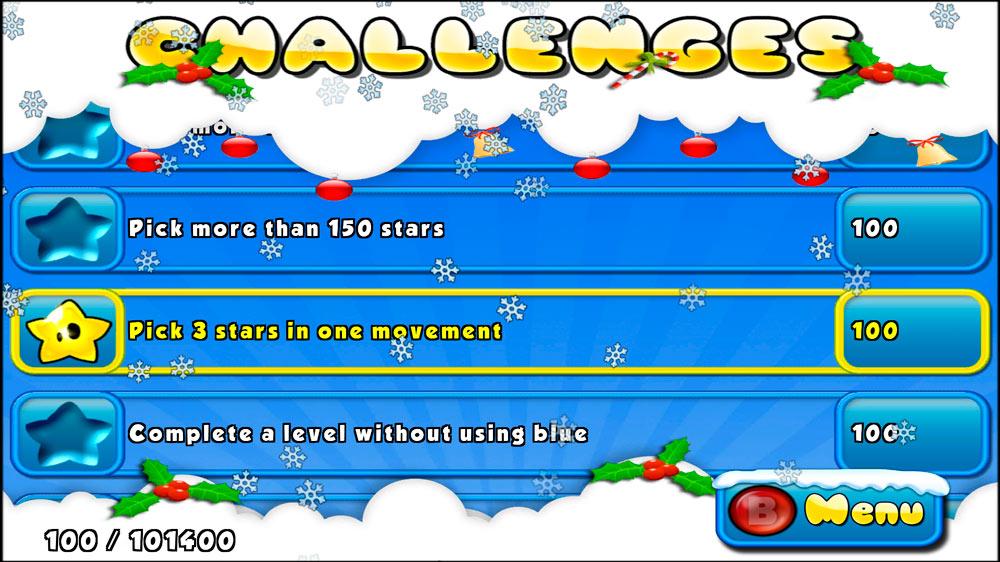 CHALLENGES
Pick more than 150 stars
100
Pick 3 stars in one movement
100
Complete a level without using blue
100
100 / 101400
B Menu